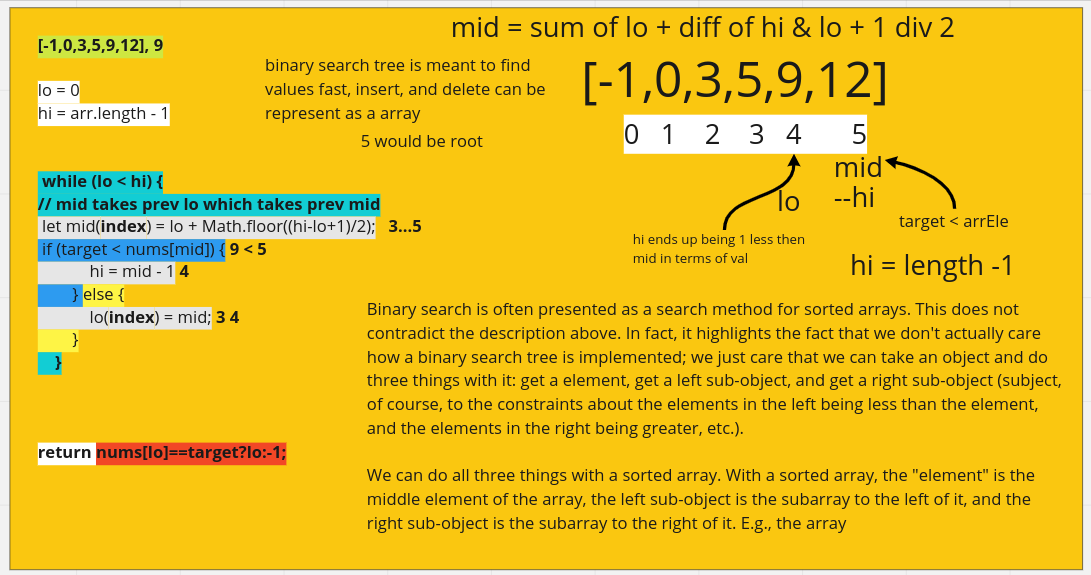 mid = sum of lo + diff of hi & lo + 1 div 2
[-1,0,3,5,9,12], 9
lo = 0
hi = arr.length - 1
binary search tree is meant to find
values fast, insert, and delete can be
represent as a array
5 would be root
[-1,0,3,5,9,12]
0 1 2 3 4 5
mid
--hi
lo
target < arrEle
hi ends up being 1 less then
mid in terms of val
hi = length -1
while (lo < hi) {
// mid takes prev lo which takes prev mid
let mid(index) = lo + Math.floor((hi-lo+1)/2); 3...5
if (target < nums[mid]) { 9 < 5
hi = mid - 1 4
} else {
lo(index) = mid; 3 4
}
}
return nums[lo]==target?lo:-1;
Binary search is often presented as a search method for sorted arrays. This does not
contradict the description above. In fact, it highlights the fact that we don't actually care
how a binary search tree is implemented; we just care that we can take an object and do
three things with it: get a element, get a left sub-object, and get a right sub-object (subject,
of course, to the constraints about the elements in the left being less than the element,
and the elements in the right being greater, etc.).
We can do all three things with a sorted array. With a sorted array, the "element" is the
middle element of the array, the left sub-object is the subarray to the left of it, and the
right sub-object is the subarray to the right of it. E.g., the array